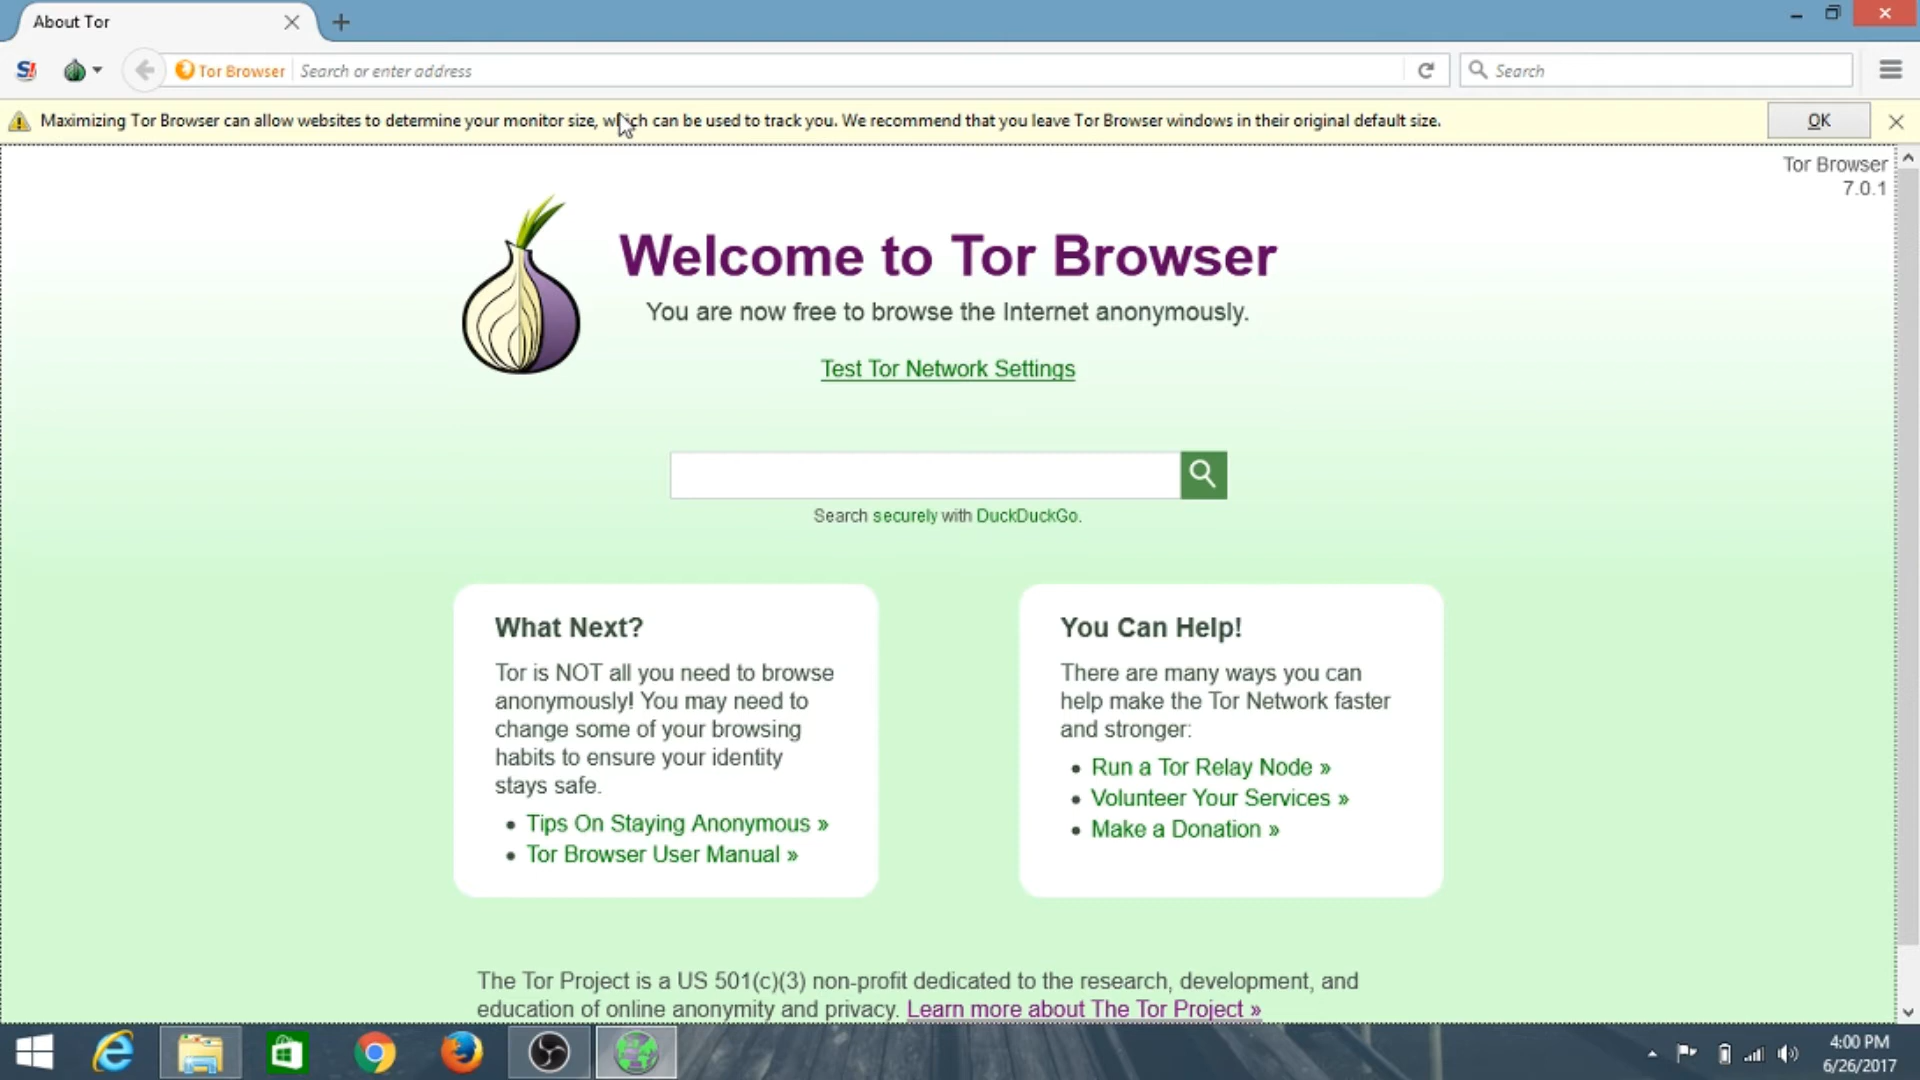 About Tor
S!
Tor Browser
Search or enter address
Search
Maximizing Tor Browser can allow websites to determine your monitor size, which can be used to track you. We recommend that you leave Tor Browser windows in their original default size.
OK
Tor Browser
7.0.1
Welcome to Tor Browser
You are now free to browse the Internet anonymously.
Test Tor Network Settings
Search securely with DuckDuckGo.
What Next?
Tor is NOT all you need to browse
anonymously! You may need to
change some of your browsing
habits to ensure your identity
stays safe.
• Tips On Staying Anonymous »
• Tor Browser User Manual »
You Can Help!
There are many ways you can
help make the Tor Network faster
and stronger:
• Run a Tor Relay Node »
• Volunteer Your Services »
• Make a Donation »
The Tor Project is a US 501(c)(3) non-profit dedicated to the research, development, and
education of online anonymity and privacy. Learn more about The Tor Project »
4:00 PM
6/26/2017